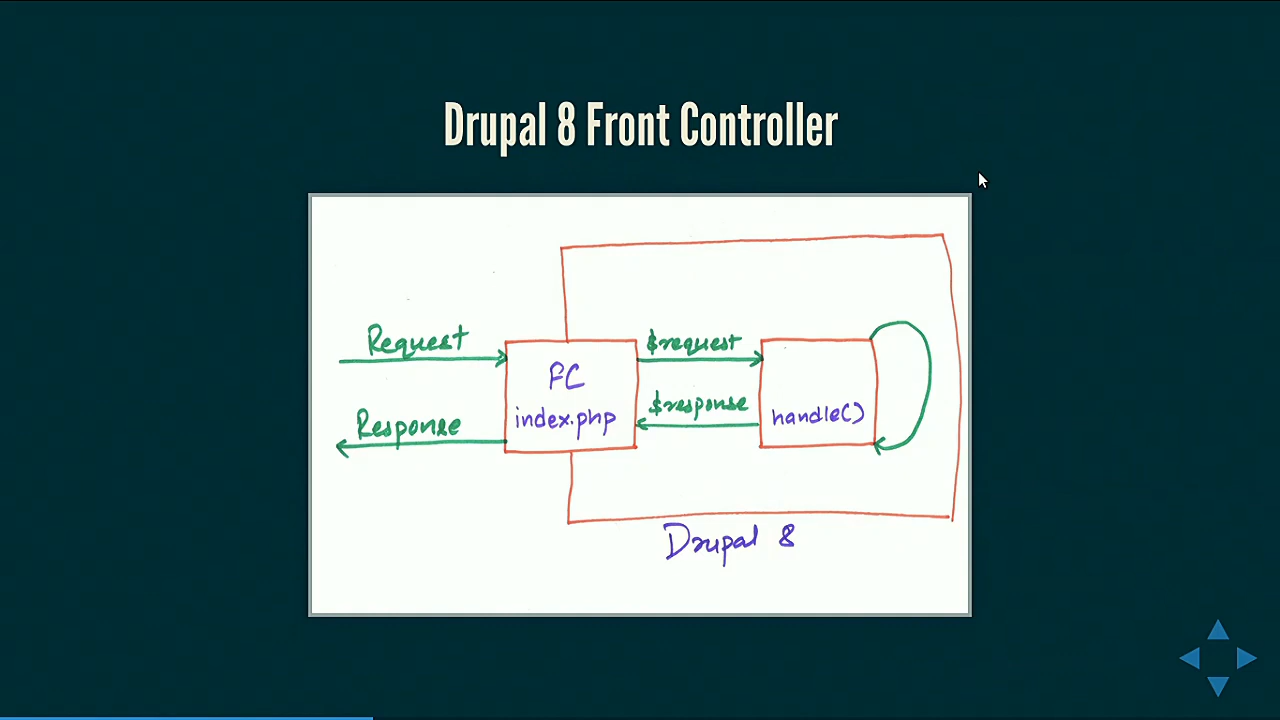 Drupal 8 Front Controller
Request
$request
FC
index.php
$response
Response
handle()
Drupal 8